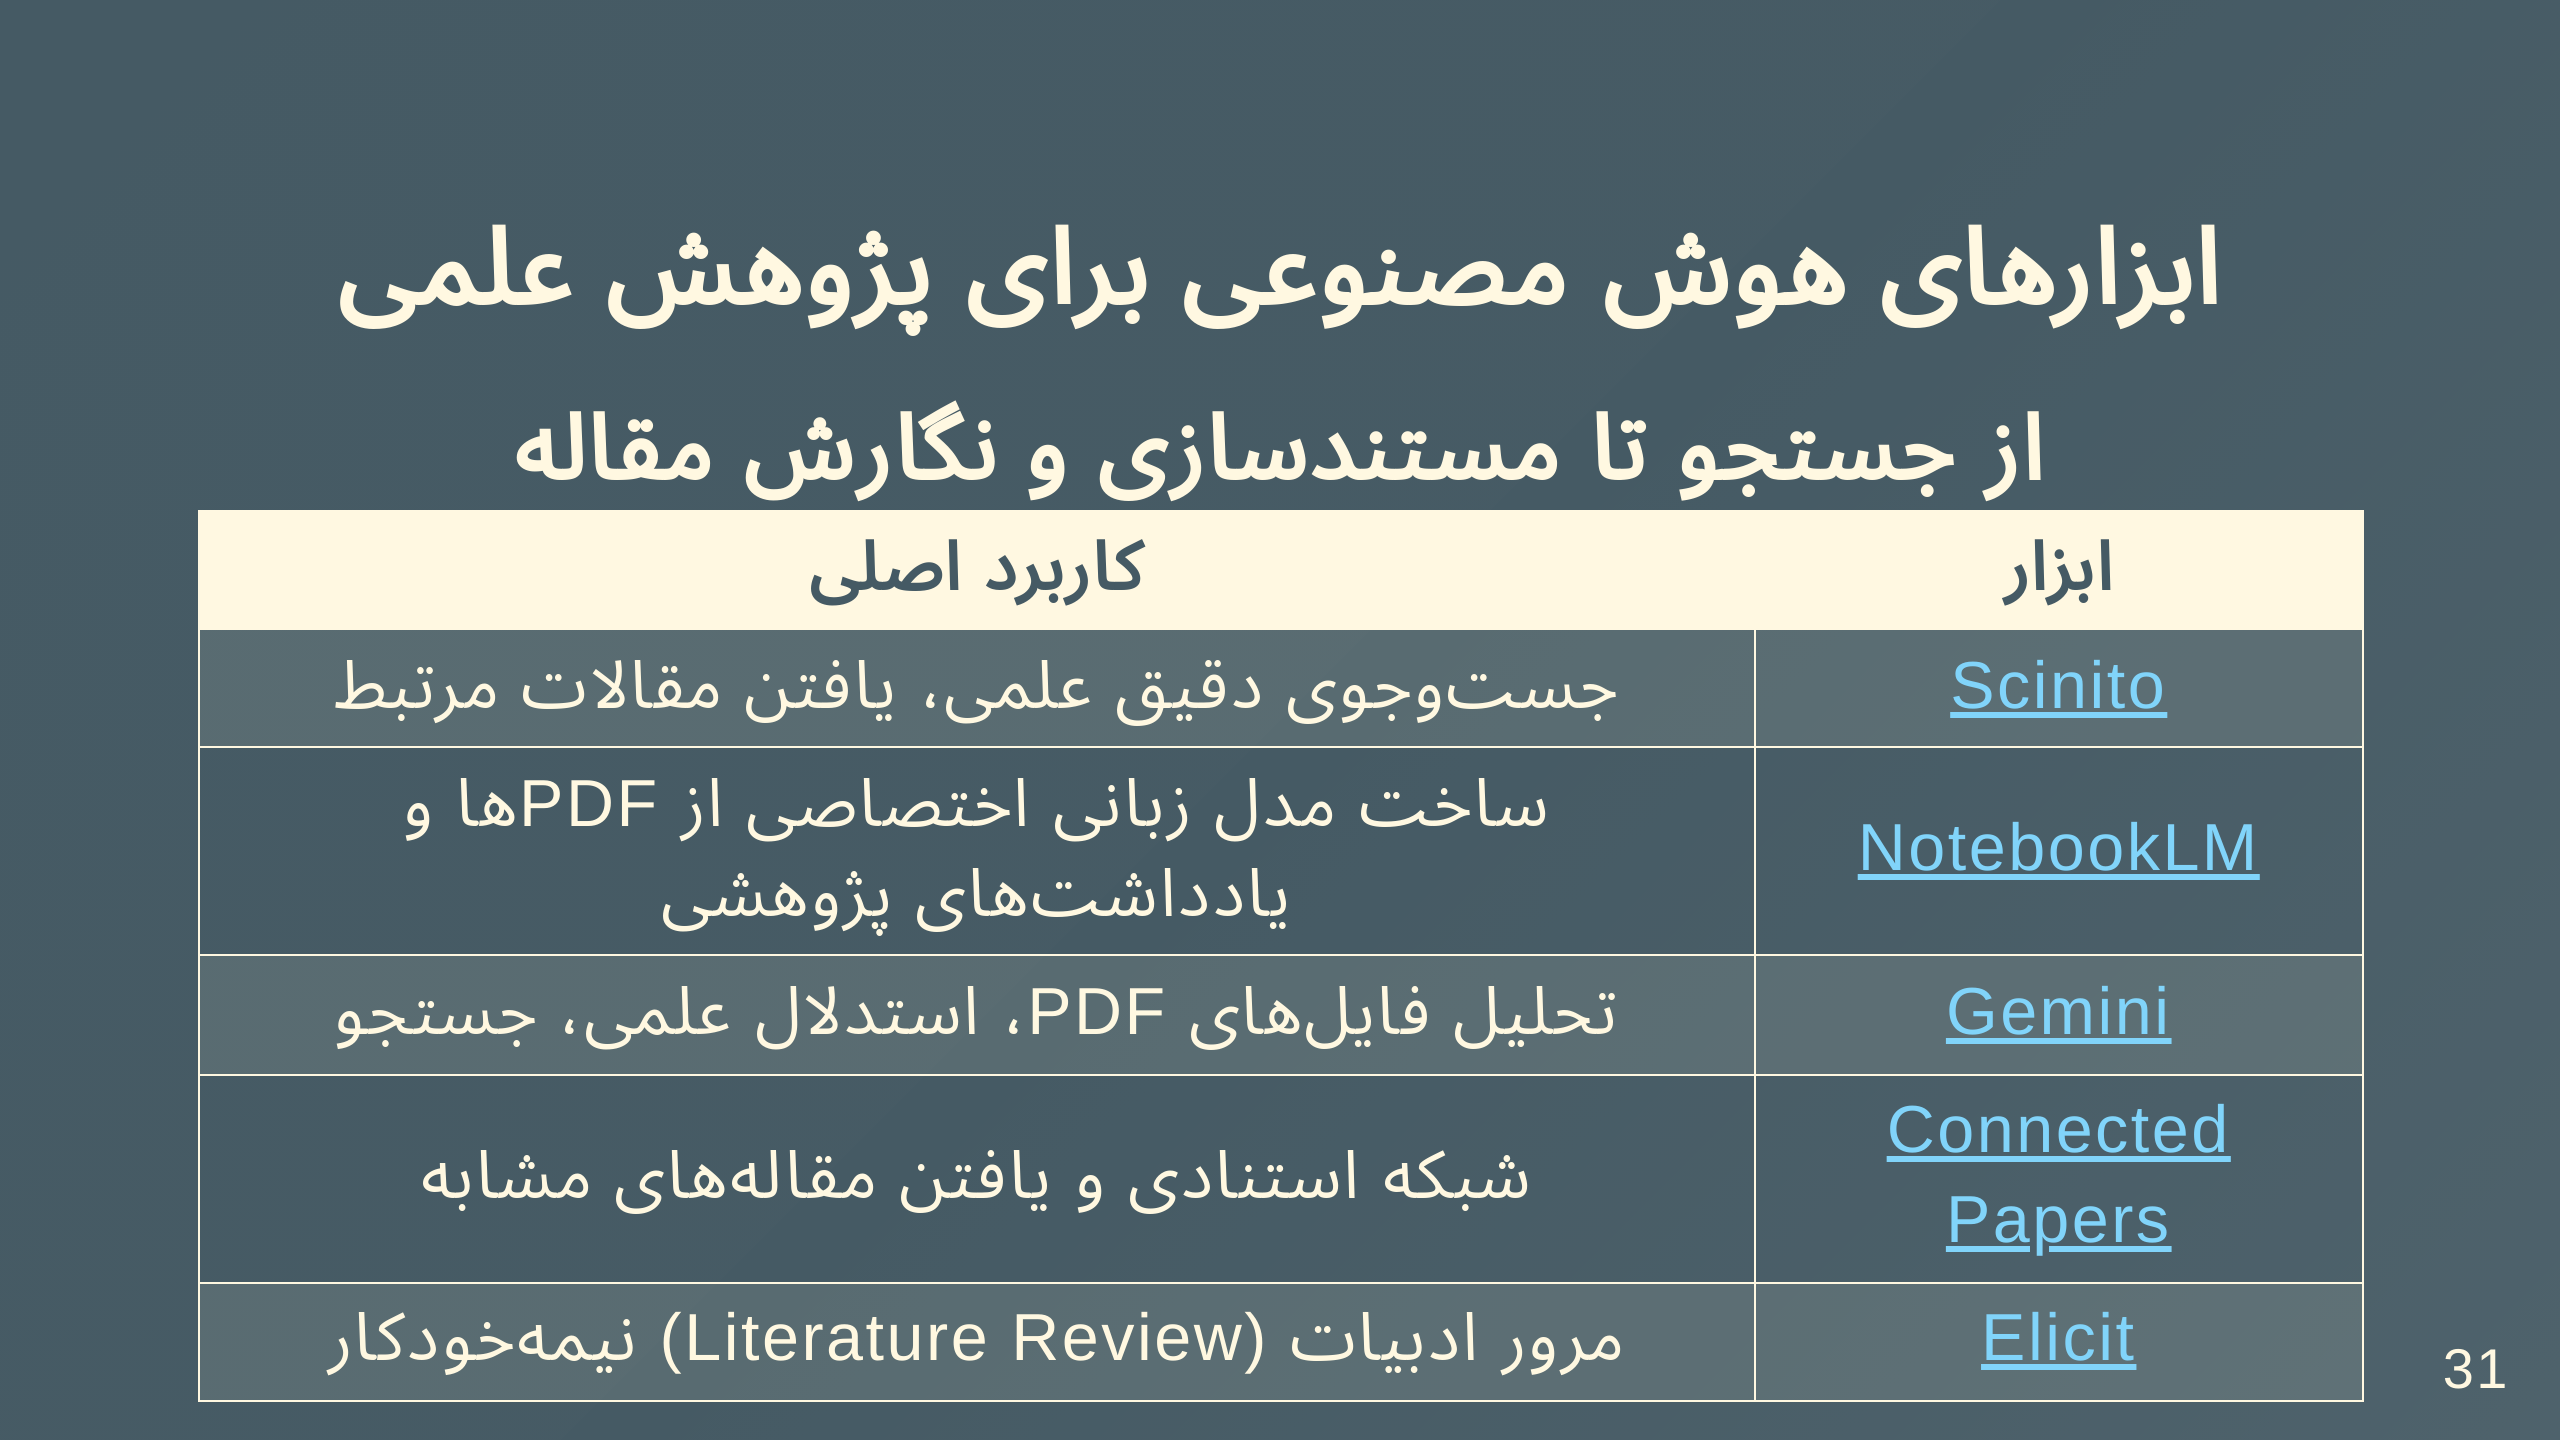 ابزارهای هوش مصنوعی برای پژوهش علمی
از جستجو تا مستندسازی و نگارش مقاله
ابزار
کاربرد اصلی
Scinito
جست‌وجوی دقیق علمی، یافتن مقالات مرتبط
NotebookLM
ساخت مدل زبانی اختصاصی از PDFها و
یادداشت‌های پژوهشی
Gemini
تحلیل فایل‌های PDF، استدلال علمی، جستجو
Connected
Papers
شبکه استنادی و یافتن مقاله‌های مشابه
Elicit
مرور ادبیات (Literature Review) نیمه‌خودکار
31